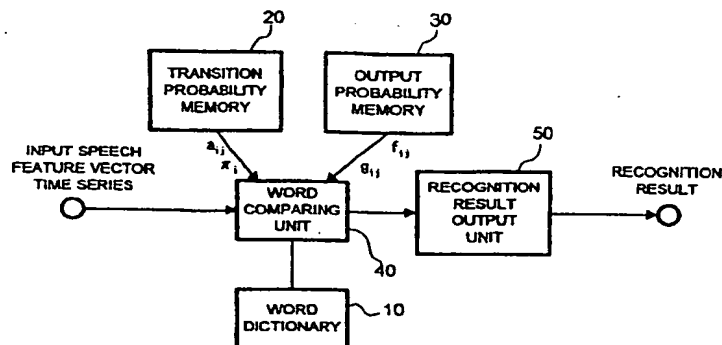 20
30
TRANSITION
PROBABILITY
MEMORY
OUTPUT
PROBABILITY
MEMORY
a_ij
π_i
f_ij
g_ij
50
INPUT SPEECH
FEATURE VECTOR
TIME SERIES
WORD
COMPARING
UNIT
40
RECOGNITION
RESULT
OUTPUT
UNIT
RECOGNITION
RESULT
WORD
DICTIONARY
10